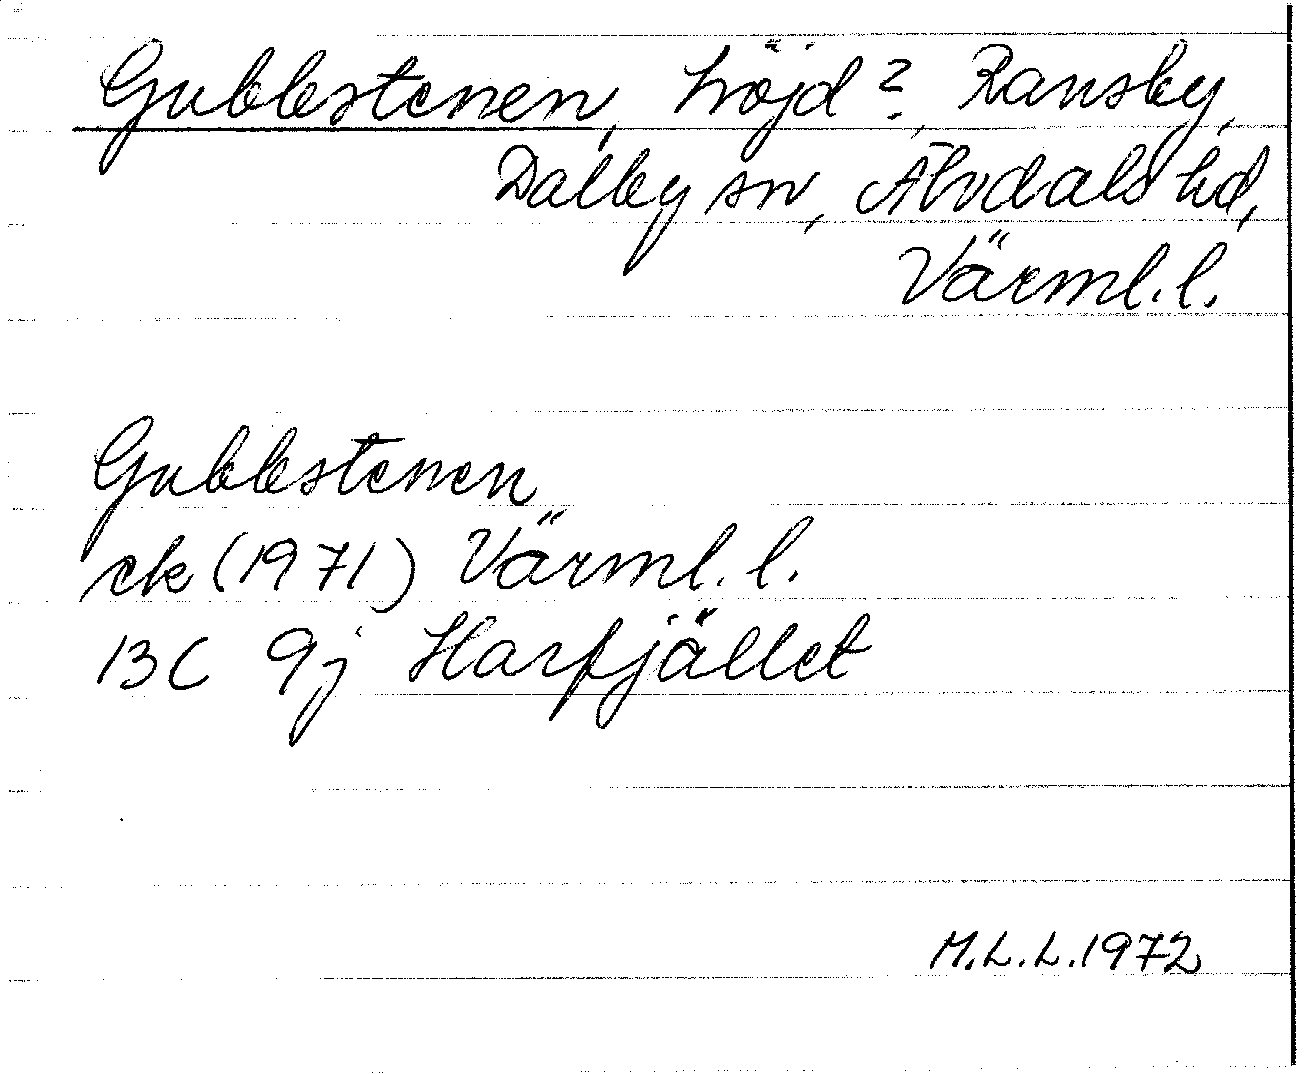 Gubbstenen, höjd?, Ransby,
Dalby sn, Älvdals hd,
Värml. l.
Gubbstenen
ek (1971) Värml. l.
13C 9j Harfjället
M.L.L. 1972